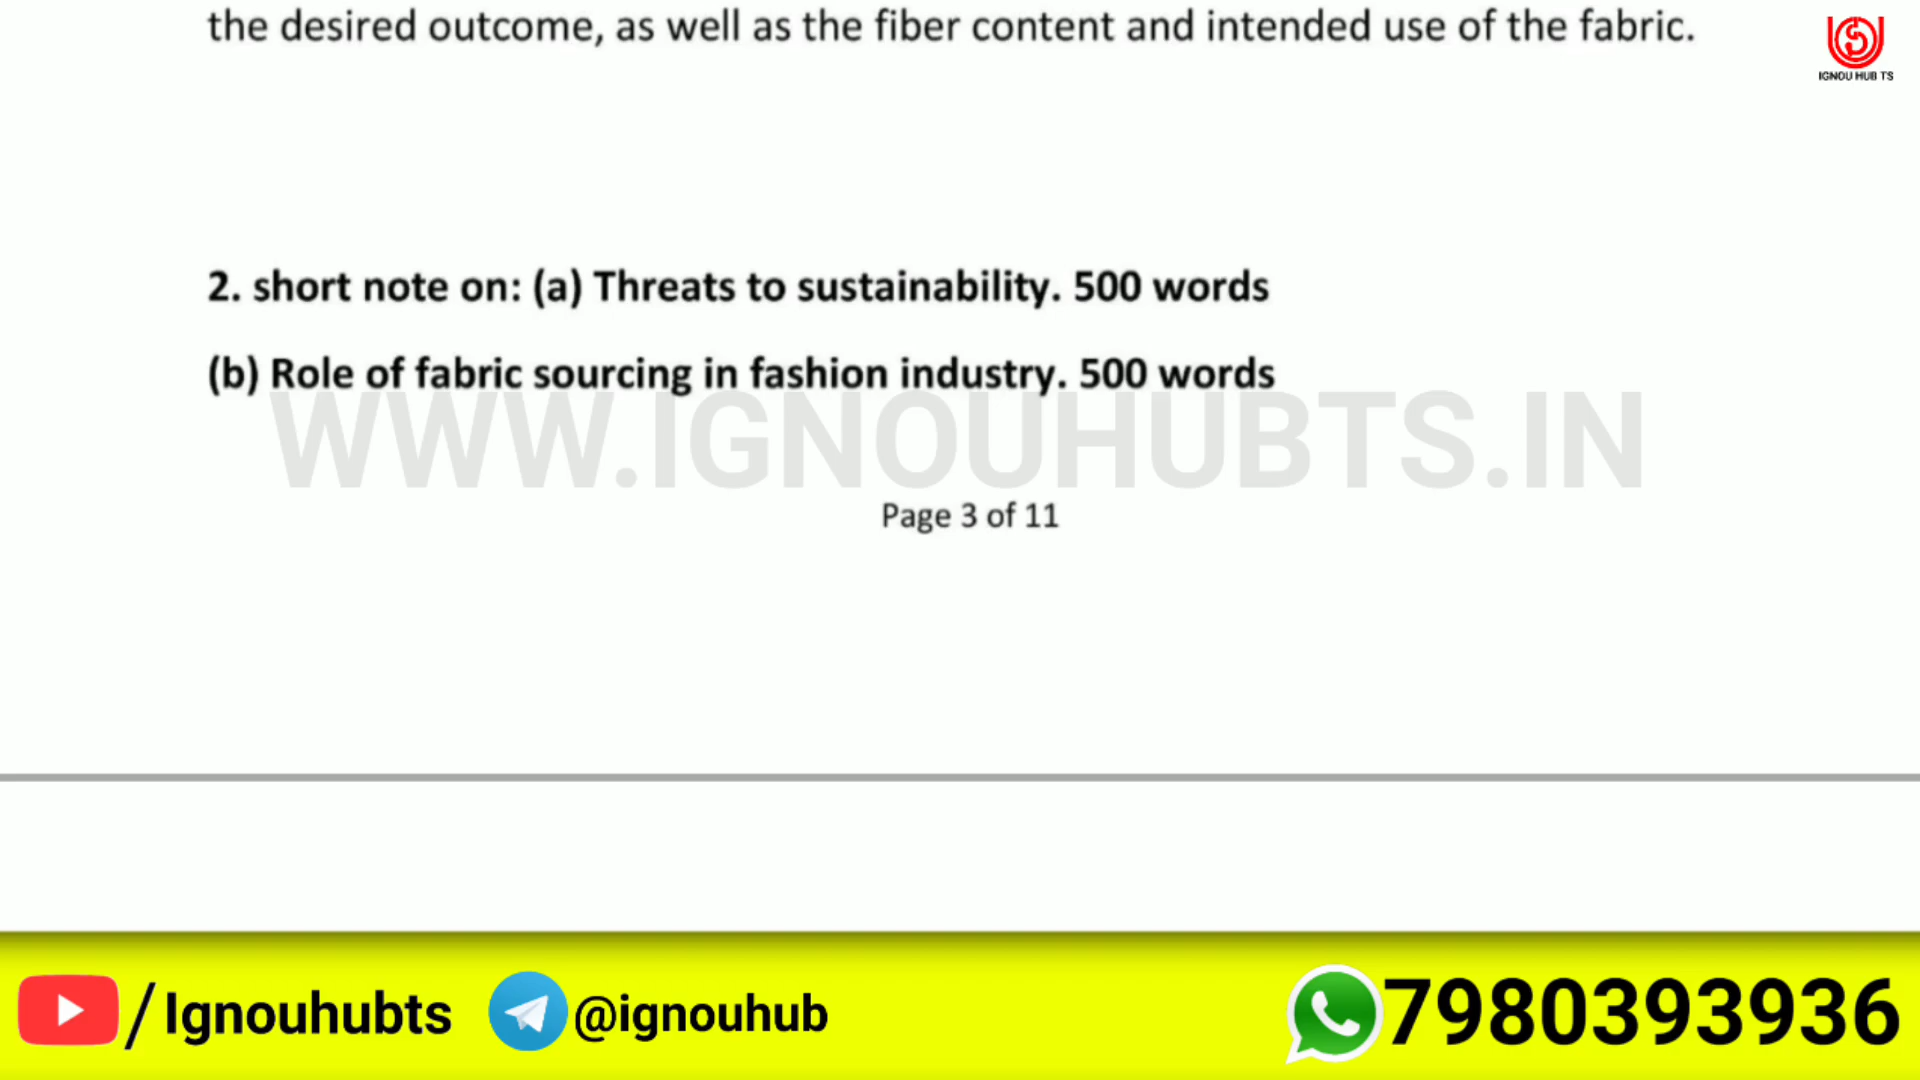 the desired outcome, as well as the fiber content and intended use of the fabric.
IGNOU HUB TS
2. short note on: (a) Threats to sustainability. 500 words
(b) Role of fabric sourcing in fashion industry. 500 words
WWW.IGNOUHUBTS.IN
Page 3 of 11
/Ignouhubts @ignouhub 7980393936